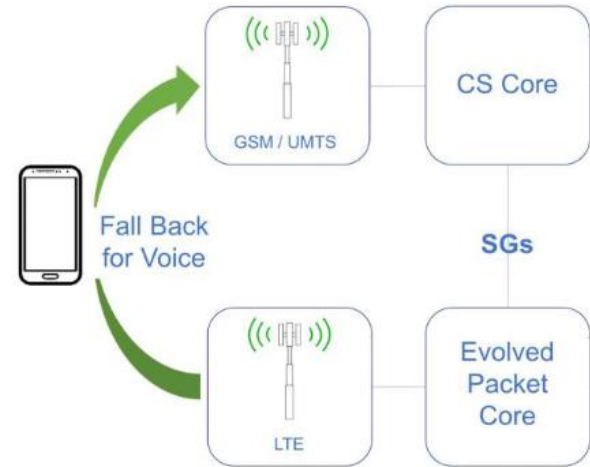 GSM / UMTS
CS Core
Fall Back
for Voice
SGs
LTE
Evolved
Packet
Core